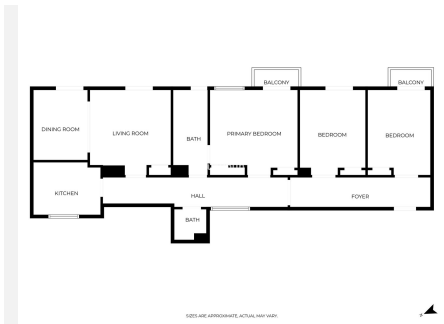 BALCONY
BALCONY
DINING ROOM
LIVING ROOM
BATH
PRIMARY BEDROOM
BEDROOM
BEDROOM
KITCHEN
HALL
FOYER
BATH
SIZES ARE APPROXIMATE, ACTUAL MAY VARY.